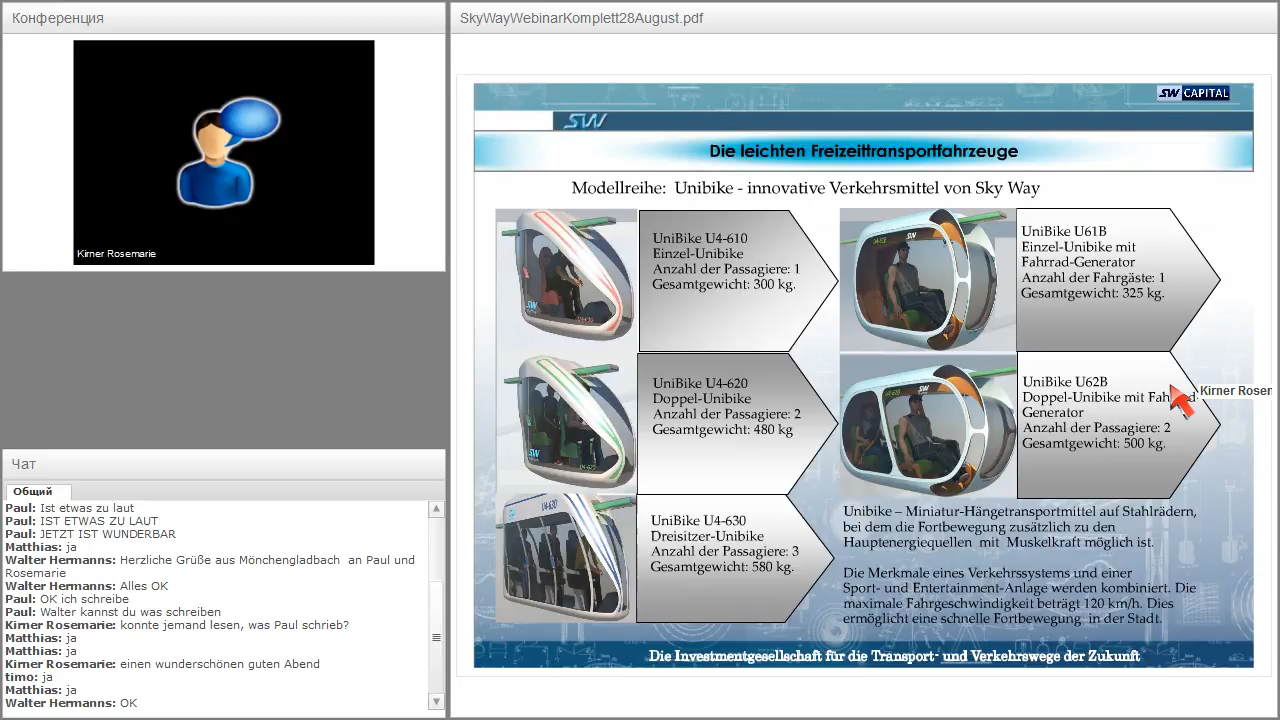 Конференция
Kirner Rosemarie
Чат
Общий
Paul: Ist etwas zu laut
Paul: IST ETWAS ZU LAUT
Paul: JETZT IST WUNDERBAR
Matthias: ja
Walter Hermanns: Herzliche Grüße aus Mönchengladbach an Paul und
Rosemarie
Walter Hermanns: Alles OK
Paul: OK ich schreibe
Paul: Walter kannst du was schreiben
Kirner Rosemarie: konnte jemand lesen, was Paul schrieb?
Matthias: ja
Matthias: ja
Kirner Rosemarie: einen wunderschönen guten Abend
timo: ja
Matthias: ja
Walter Hermanns: OK
SkyWayWebinarKomplett28August.pdf
SW CAPITAL
SW
Die leichten Freizeittransportfahrzeuge
Modellreihe: Unibike - innovative Verkehrsmittel von Sky Way
UniBike U4-610
Einzel-Unibike
Anzahl der Passagiere: 1
Gesamtgewicht: 300 kg.
UniBike U4-620
Doppel-Unibike
Anzahl der Passagiere: 2
Gesamtgewicht: 480 kg
U4-630
UniBike U4-630
Dreisitzer-Unibike
Anzahl der Passagiere: 3
Gesamtgewicht: 580 kg.
UniBike U61B
Einzel-Unibike mit
Fahrrad-Generator
Anzahl der Fahrgäste: 1
Gesamtgewicht: 325 kg.
UniBike U62B
Doppel-Unibike mit
Generator
Anzahl der Passagiere: 2
Gesamtgewicht: 500 kg.
Kirner Roser
Unibike – Miniatur-Hängetransportmittel auf Stahlrädern,
bei dem die Fortbewegung zusätzlich zu den
Hauptenergiequellen mit Muskelkraft möglich ist.
Die Merkmale eines Verkehrssystems und einer
Sport- und Entertainment-Anlage werden kombiniert. Die
maximale Fahrgeschwindigkeit beträgt 120 km/h. Dies
ermöglicht eine schnelle Fortbewegung in der Stadt.
Die Investmentgesellschaft für die Transport- und Verkehrswege der Zukunft